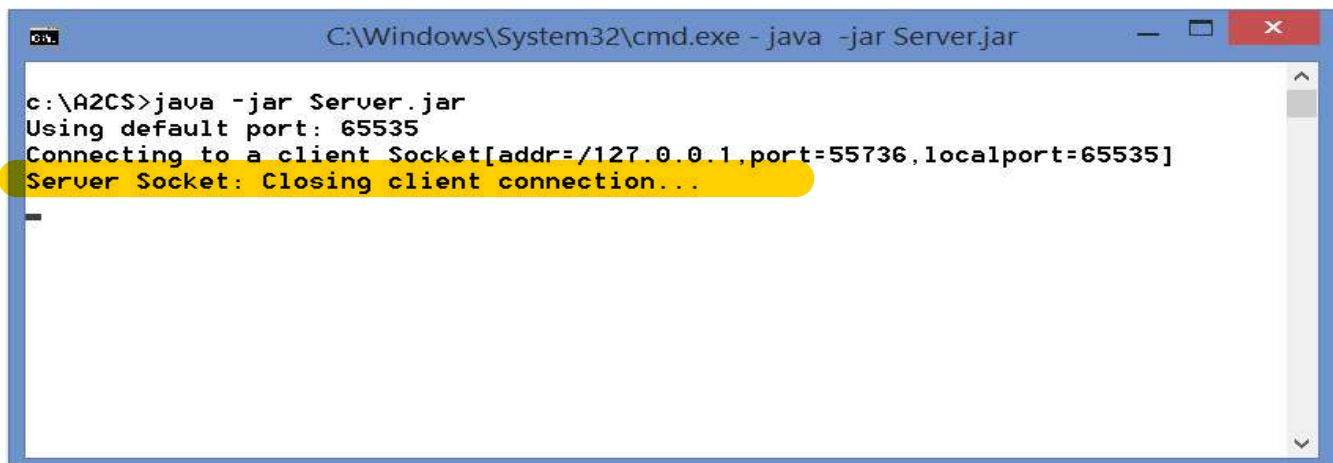 C:\Windows\System32\cmd.exe - java -jar Server.jar
c:\A2CS>java -jar Server.jar
Using default port: 65535
Connecting to a client Socket[addr=/127.0.0.1,port=55736,localport=65535]
Server Socket: Closing client connection...